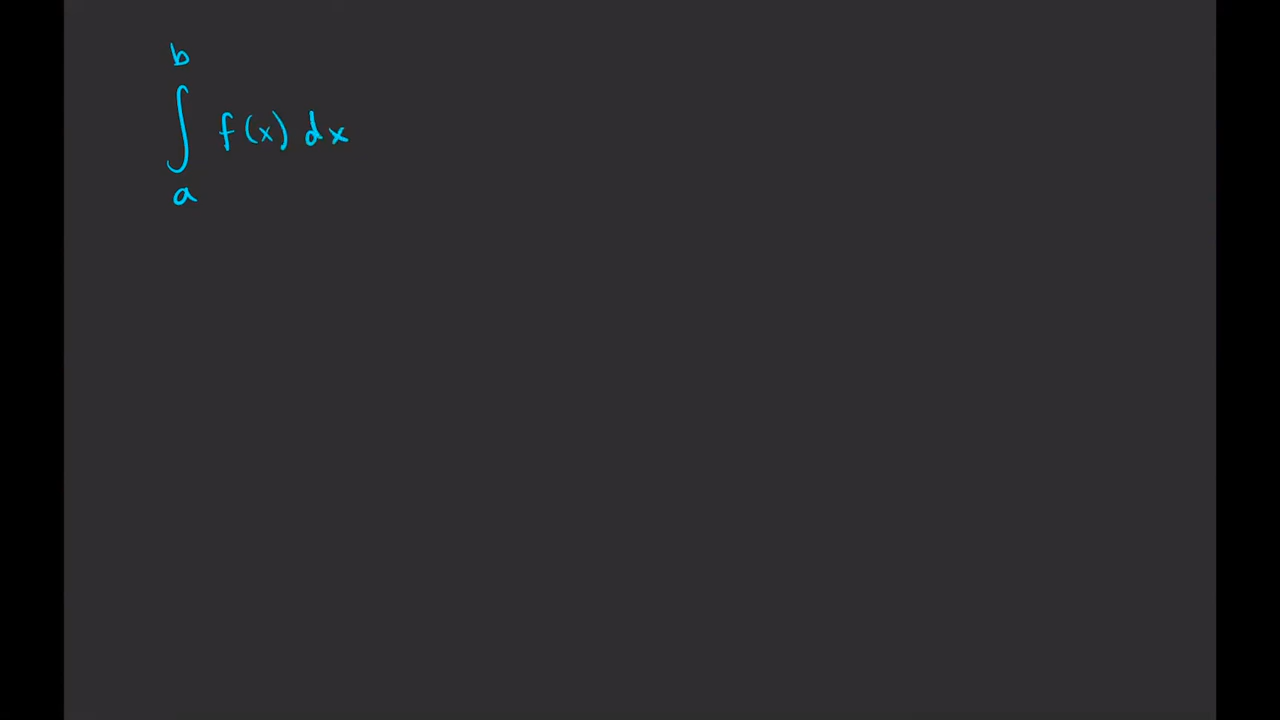 b
∫ f(x) dx
a